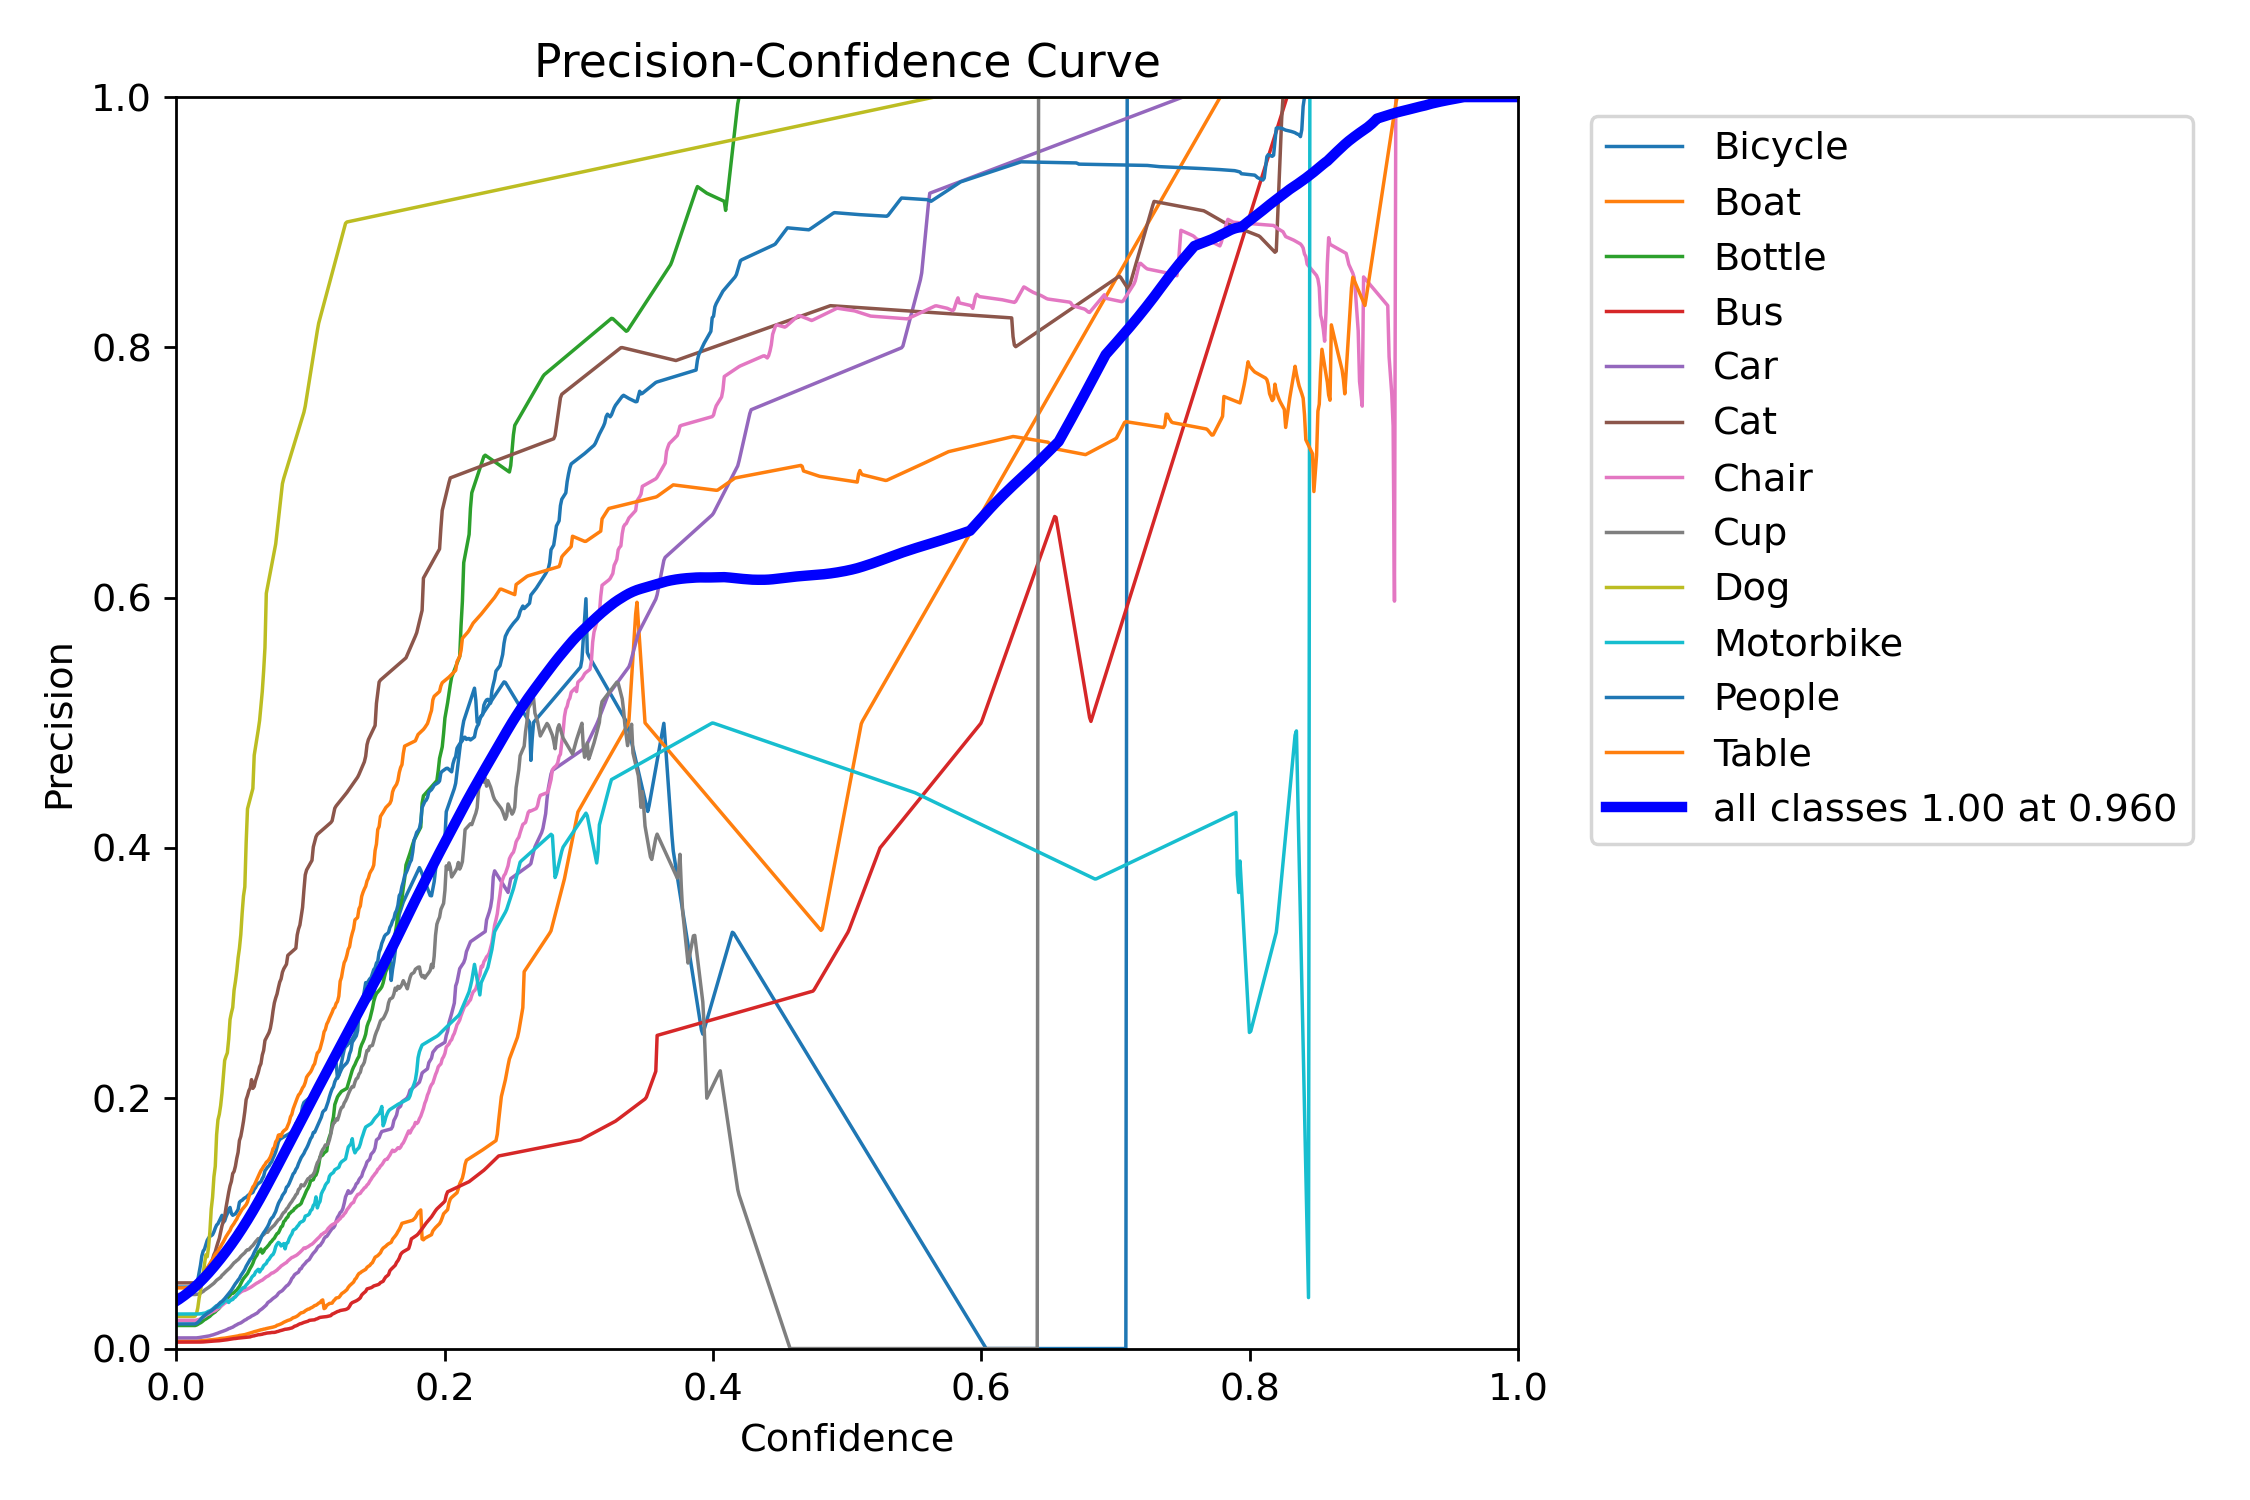 Precision-Confidence Curve
1.0
0.8
0.6
0.4
0.2
0.0
Precision
0.0 0.2 0.4 0.6 0.8 1.0
Confidence
Bicycle
Boat
Bottle
Bus
Car
Cat
Chair
Cup
Dog
Motorbike
People
Table
all classes 1.00 at 0.960